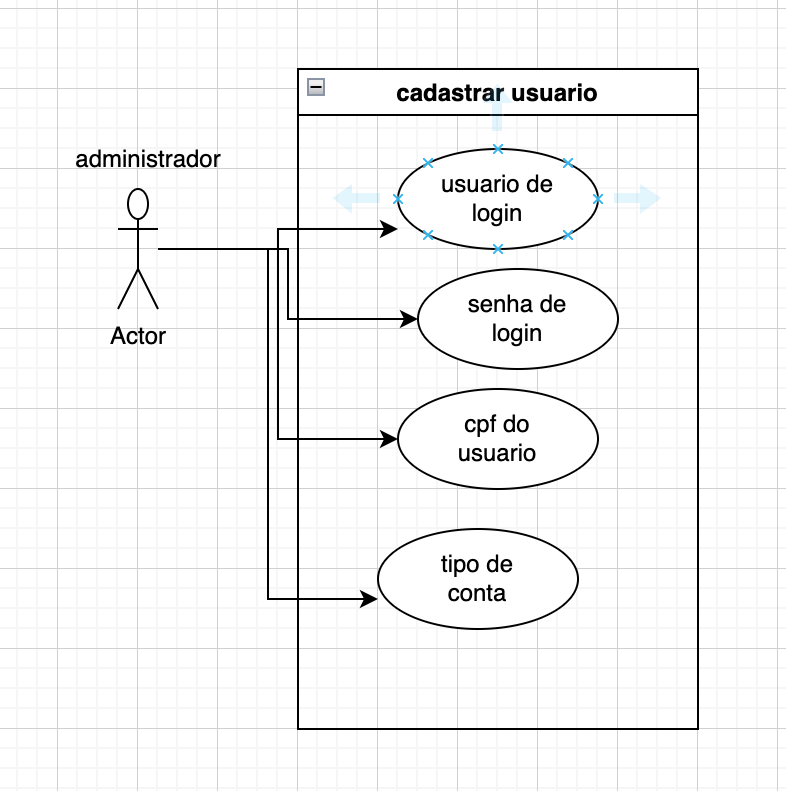 cadastrar usuario
administrador
Actor
usuario de
login
senha de
login
cpf do
usuario
tipo de
conta